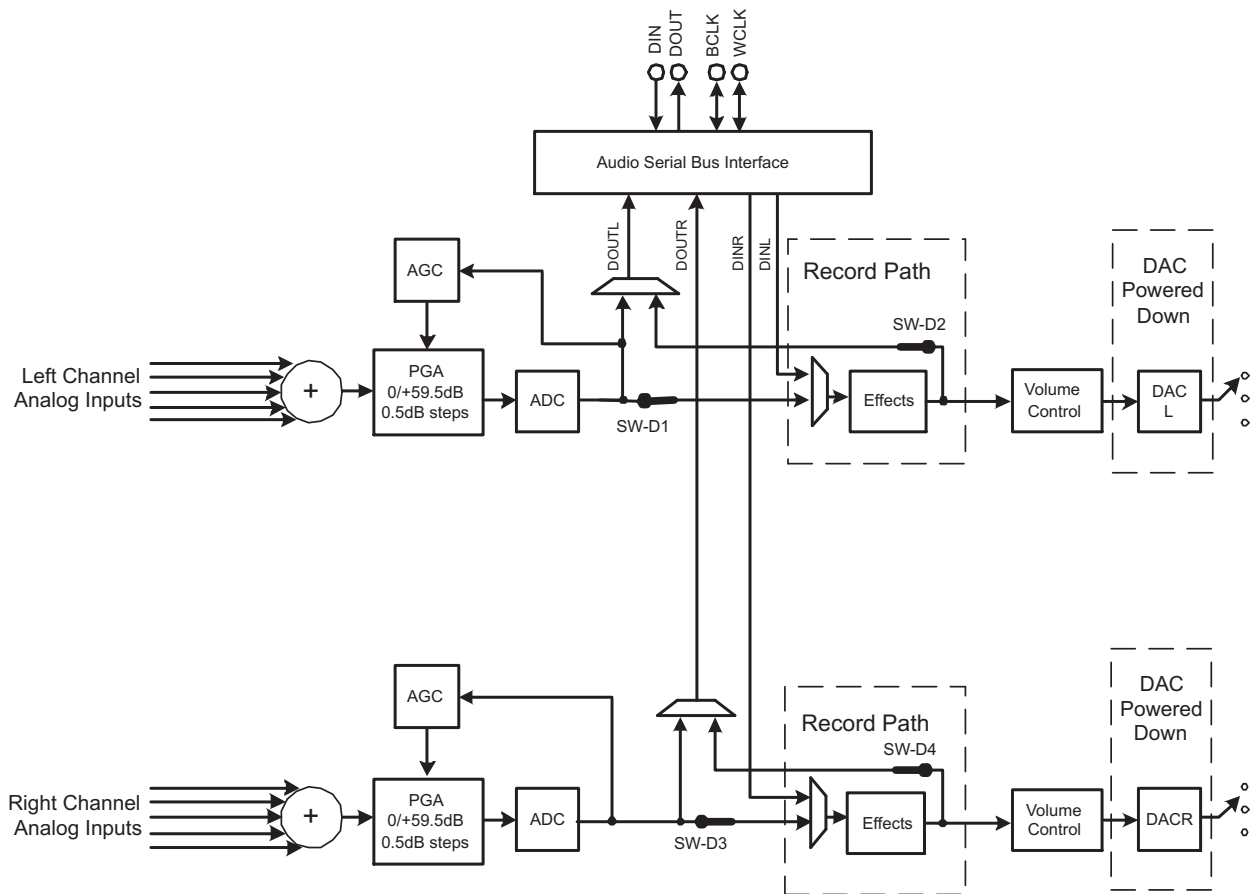 DIN
DOUT
BCLK
WCLK
Audio Serial Bus Interface
DOUTL
DOUTR
DINR
DINL
Record Path
DAC
Powered
Down
AGC
SW-D2
Left Channel
Analog Inputs
+
PGA
0/+59.5dB
0.5dB steps
ADC
SW-D1
Effects
Volume
Control
DAC
L
Record Path
DAC
Powered
Down
AGC
SW-D4
Right Channel
Analog Inputs
+
PGA
0/+59.5dB
0.5dB steps
ADC
SW-D3
Effects
Volume
Control
DACR